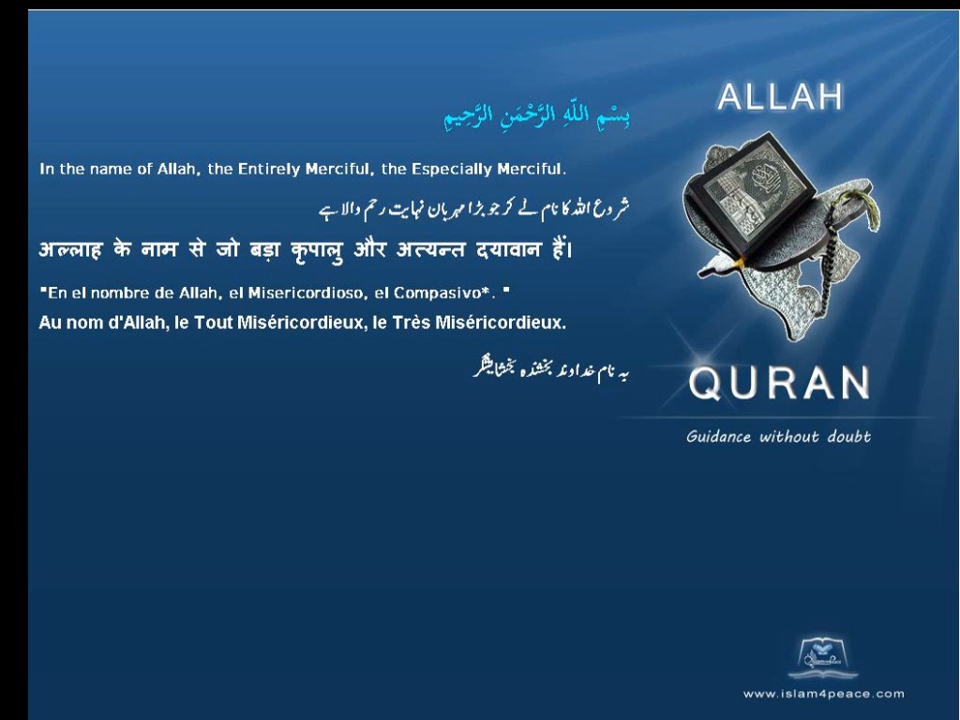 بِسْمِ اللّهِ الرَّحْمَنِ الرَّحِيمِ
In the name of Allah, the Entirely Merciful, the Especially Merciful.
شروع الله کا نام لے کر جو بڑا مہربان نہایت رحم والا ہے
अल्लाह के नाम से जो बड़ा कृपालु और अत्यन्त दयावान हैं।
"En el nombre de Allah, el Misericordioso, el Compasivo*. "
Au nom d'Allah, le Tout Miséricordieux, le Très Miséricordieux.
به نام خداوند بخشنده بخشایشگر
ALLAH
QURAN
Guidance without doubt
www.islam4peace.com